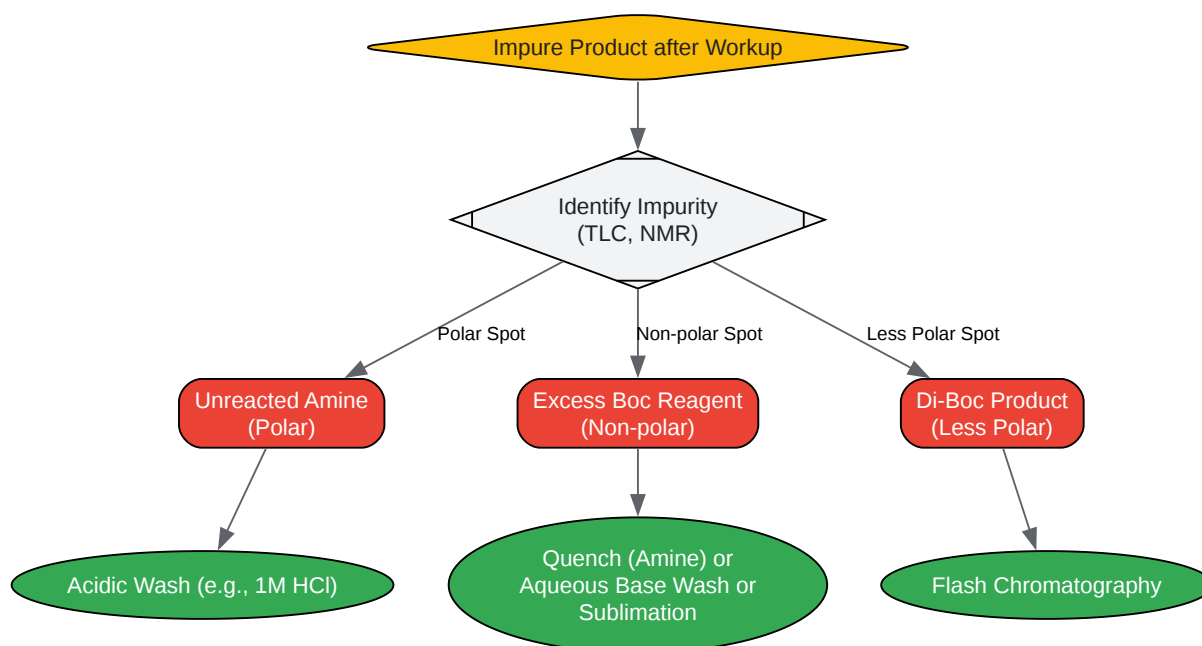 Impure Product after Workup
Identify Impurity
(TLC, NMR)
Polar Spot
Non-polar Spot
Less Polar Spot
Unreacted Amine
(Polar)
Excess Boc Reagent
(Non-polar)
Di-Boc Product
(Less Polar)
Acidic Wash (e.g., 1M HCl)
Quench (Amine) or
Aqueous Base Wash or
Sublimation
Flash Chromatography